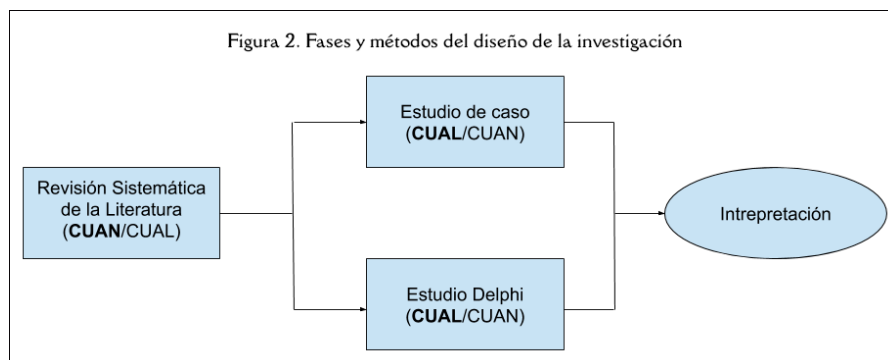 Figura 2. Fases y métodos del diseño de la investigación
Estudio de caso
(CUAL/CUAN)
Revisión Sistemática
de la Literatura
(CUAN/CUAL)
Intrepretación
Estudio Delphi
(CUAL/CUAN)